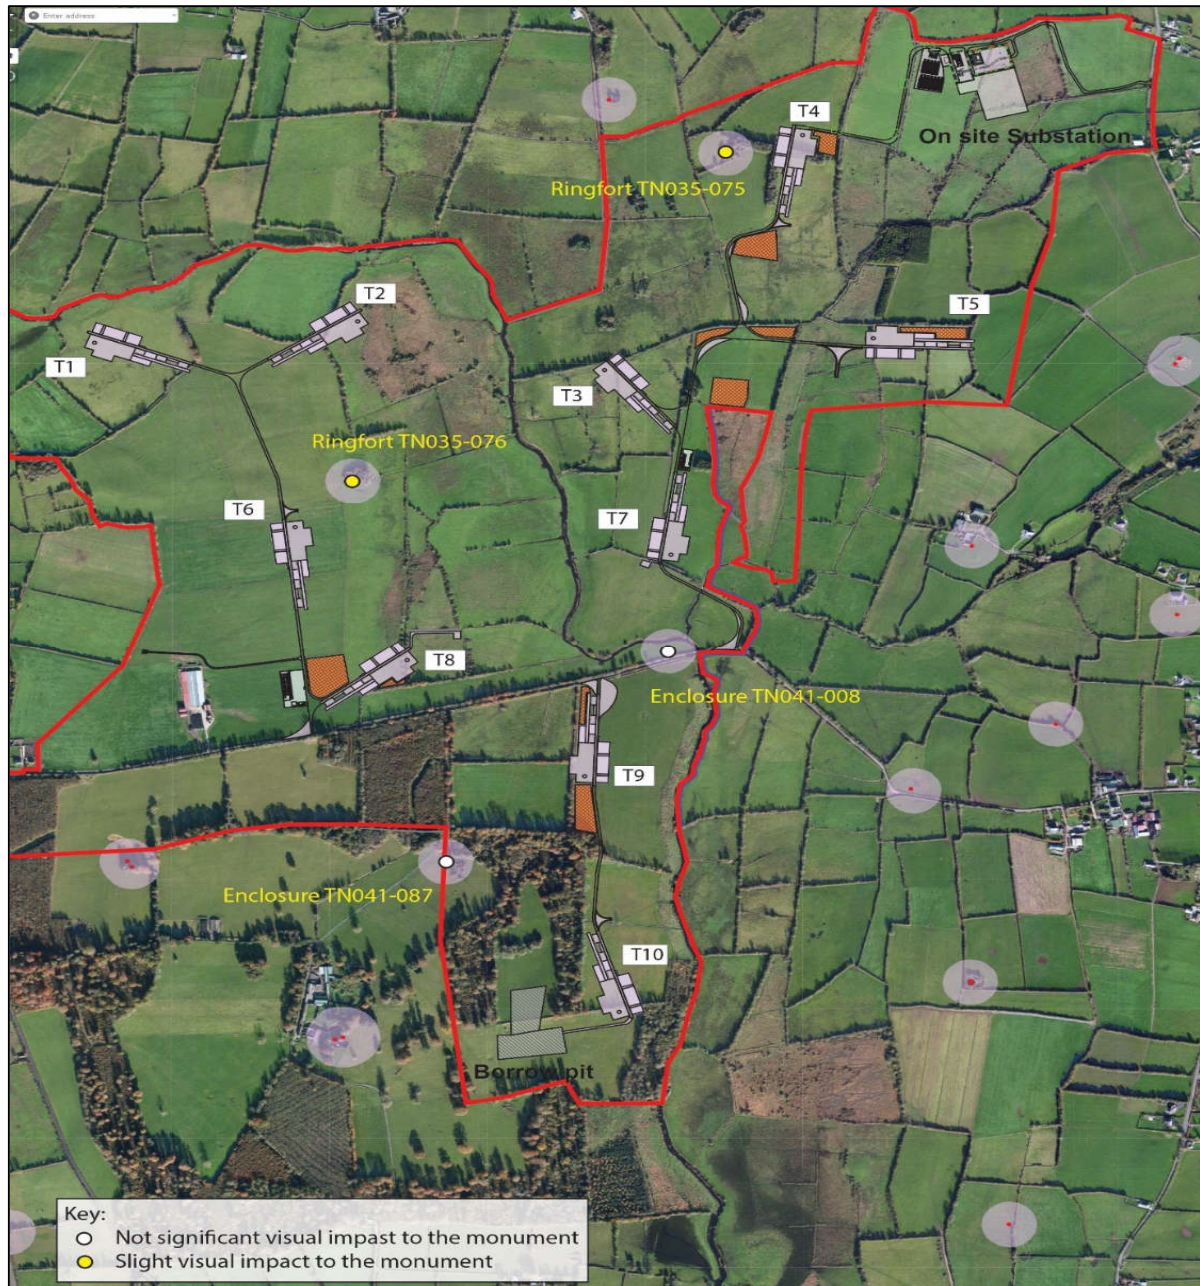 Enter address
T4
On site Substation
Ringfort TN035-075
T2
T5
T1
T3
Ringfort TN035-076
T6
T7
T8
Enclosure TN041-008
T9
Enclosure TN041-087
T10
Borrow pit
Key:
Not significant visual impast to the monument
Slight visual impact to the monument